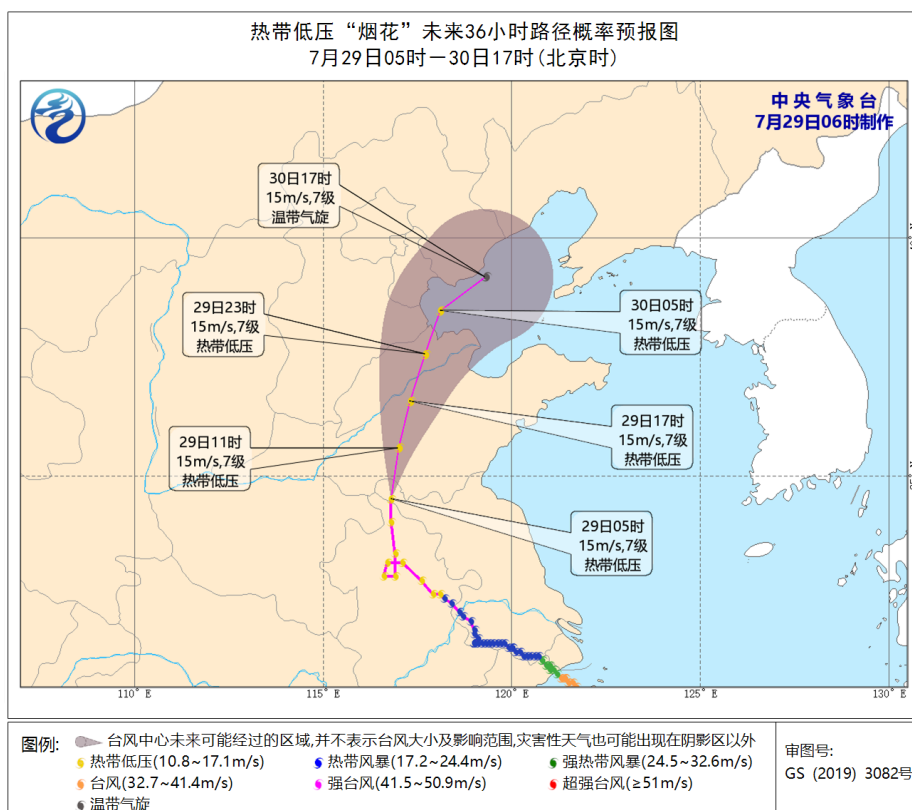 热带低压“烟花”未来36小时路径概率预报图
7月29日05时－30日17时(北京时)
中央气象台
7月29日06时制作
30日17时
15m/s,7级
温带气旋
29日23时
15m/s,7级
热带低压
30日05时
15m/s,7级
热带低压
29日11时
15m/s,7级
热带低压
29日17时
15m/s,7级
热带低压
29日05时
15m/s,7级
热带低压
110° E
115° E
120° E
125° E
130° E
图例:
台风中心未来可能经过的区域,并不表示台风大小及影响范围,灾害性天气也可能出现在阴影区以外
热带低压(10.8~17.1m/s)
热带风暴(17.2~24.4m/s)
强热带风暴(24.5~32.6m/s)
台风(32.7~41.4m/s)
强台风(41.5~50.9m/s)
超强台风(≥51m/s)
温带气旋
审图号:
GS (2019) 3082号